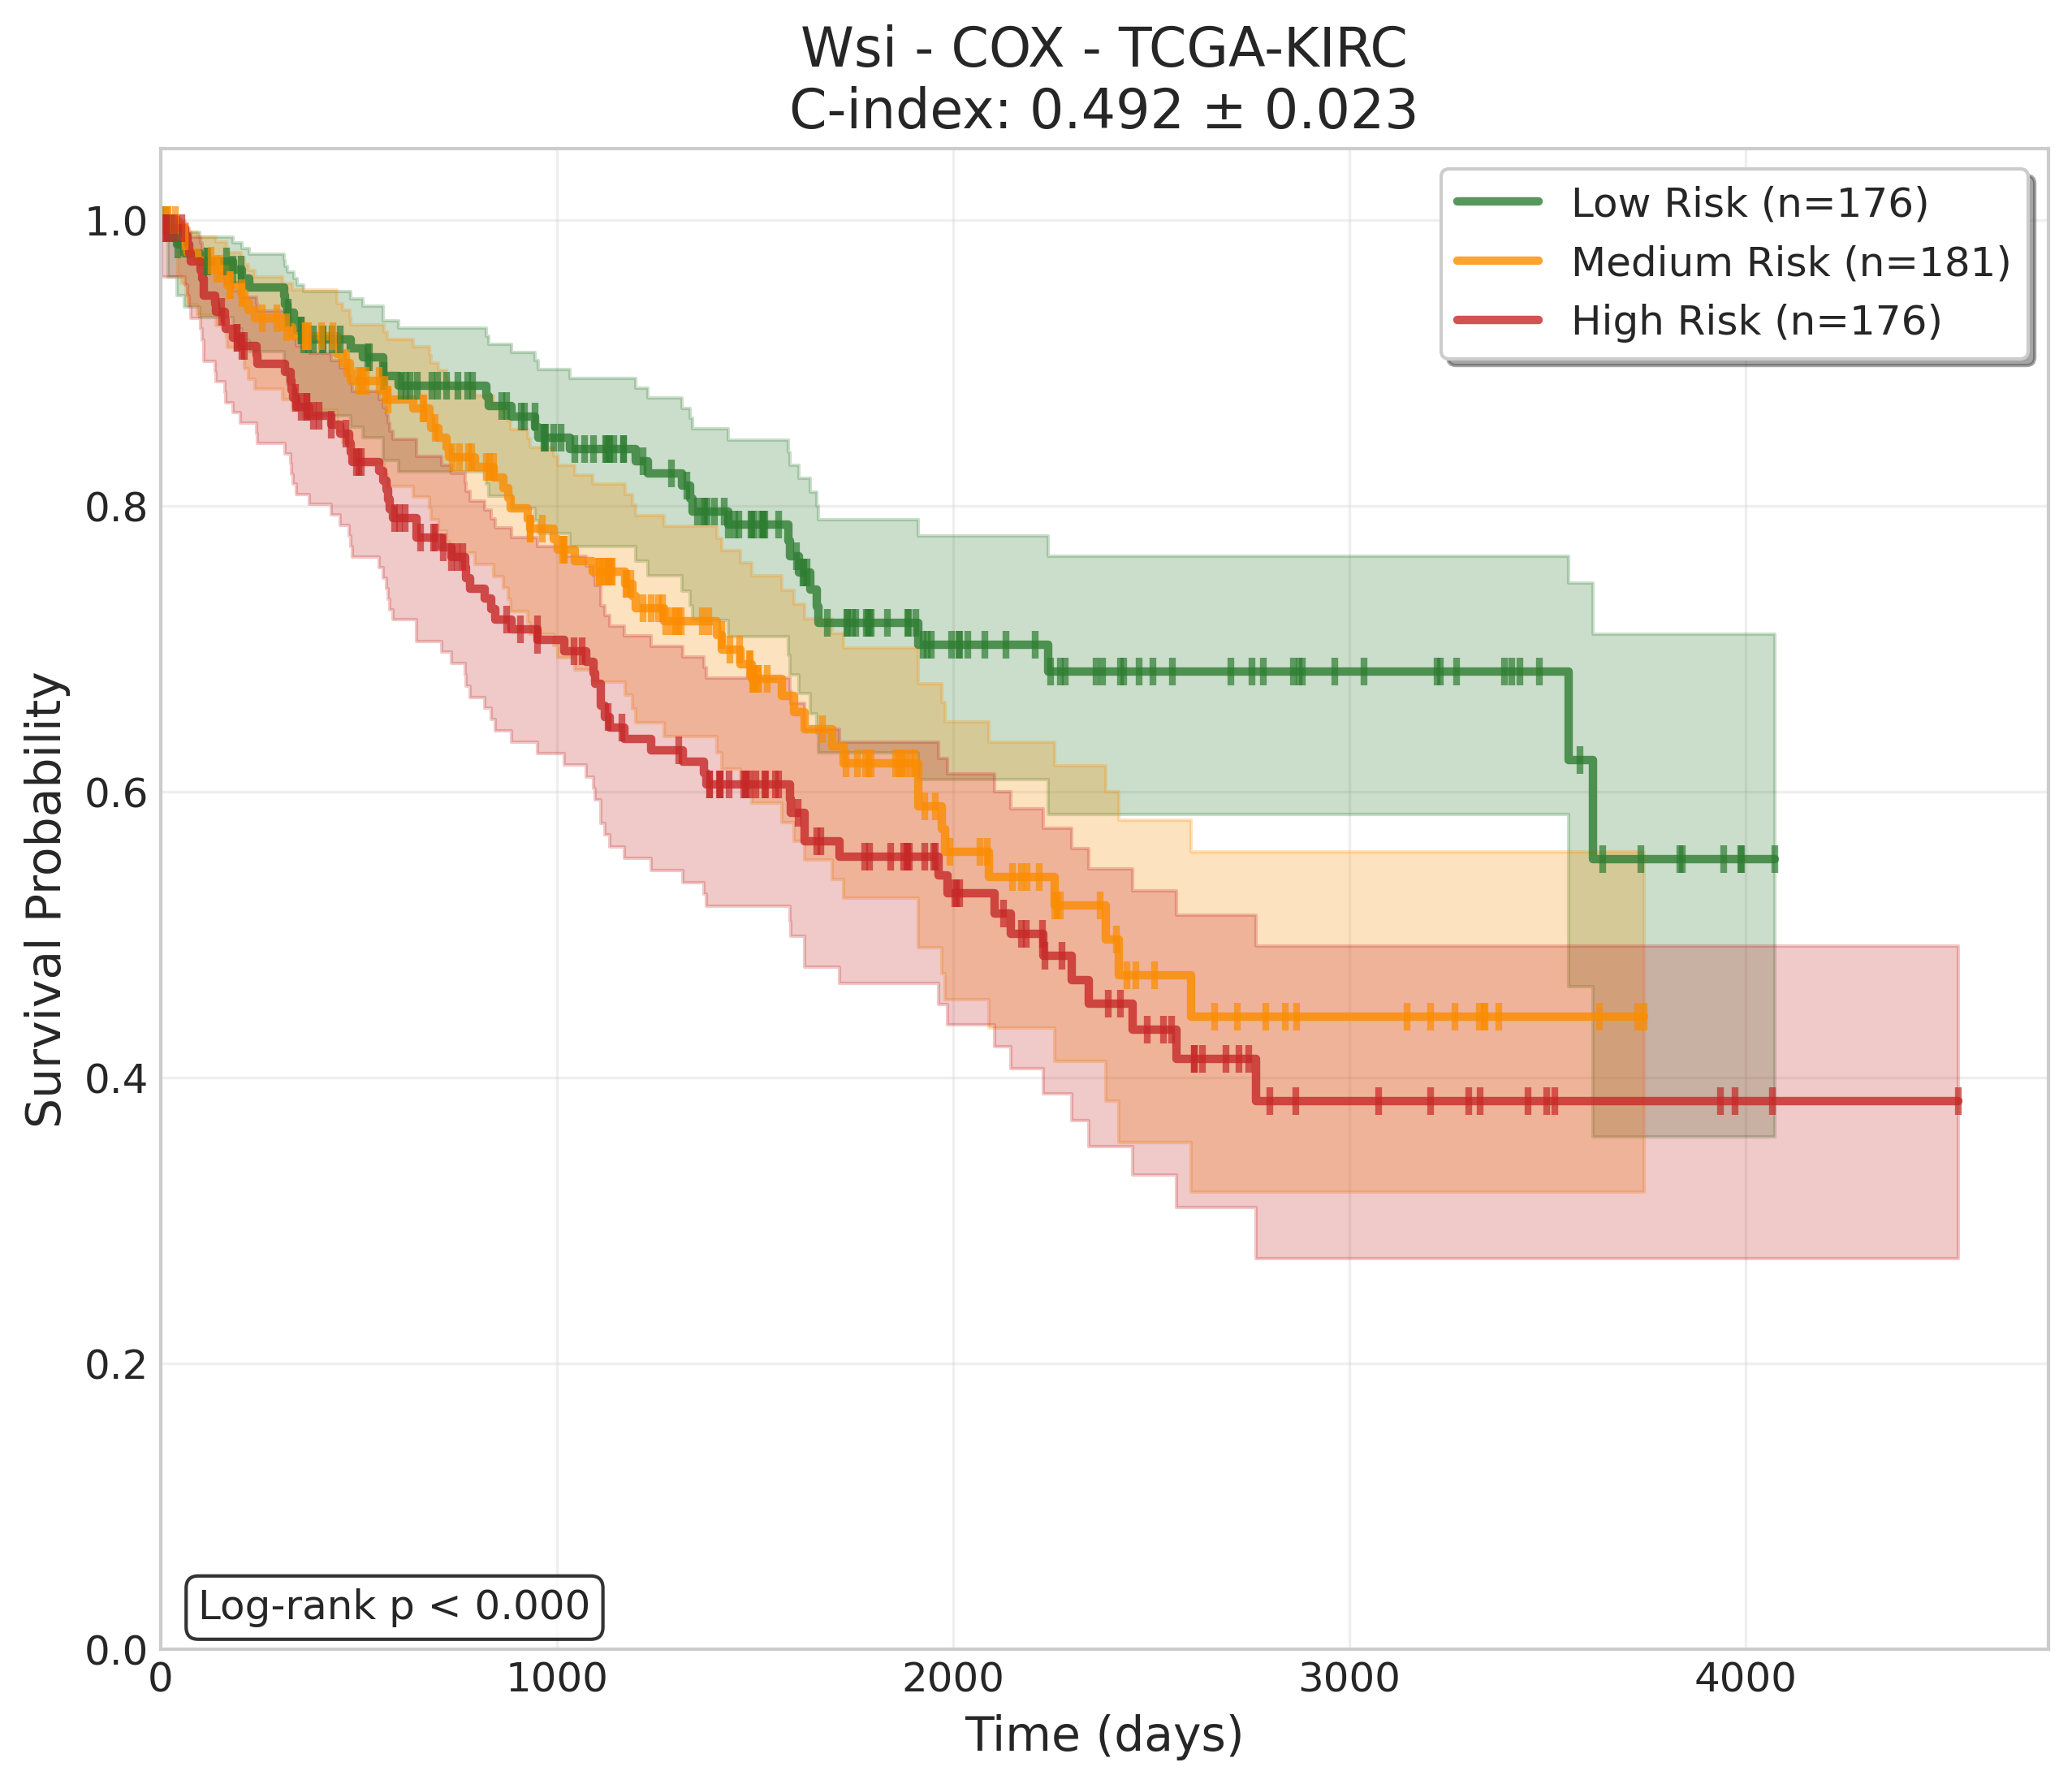 Wsi - COX - TCGA-KIRC
C-index: 0.492 ± 0.023
Low Risk (n=176)
Medium Risk (n=181)
High Risk (n=176)
Survival Probability
1.0
0.8
0.6
0.4
0.2
0.0
Log-rank p < 0.000
0 1000 2000 3000 4000
Time (days)